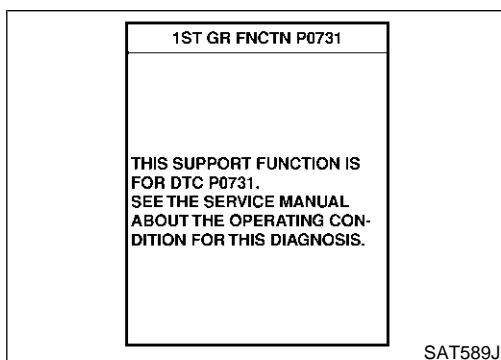 1ST GR FNCTN P0731
THIS SUPPORT FUNCTION IS
FOR DTC P0731.
SEE THE SERVICE MANUAL
ABOUT THE OPERATING CON-
DITION FOR THIS DIAGNOSIS.
SAT589J